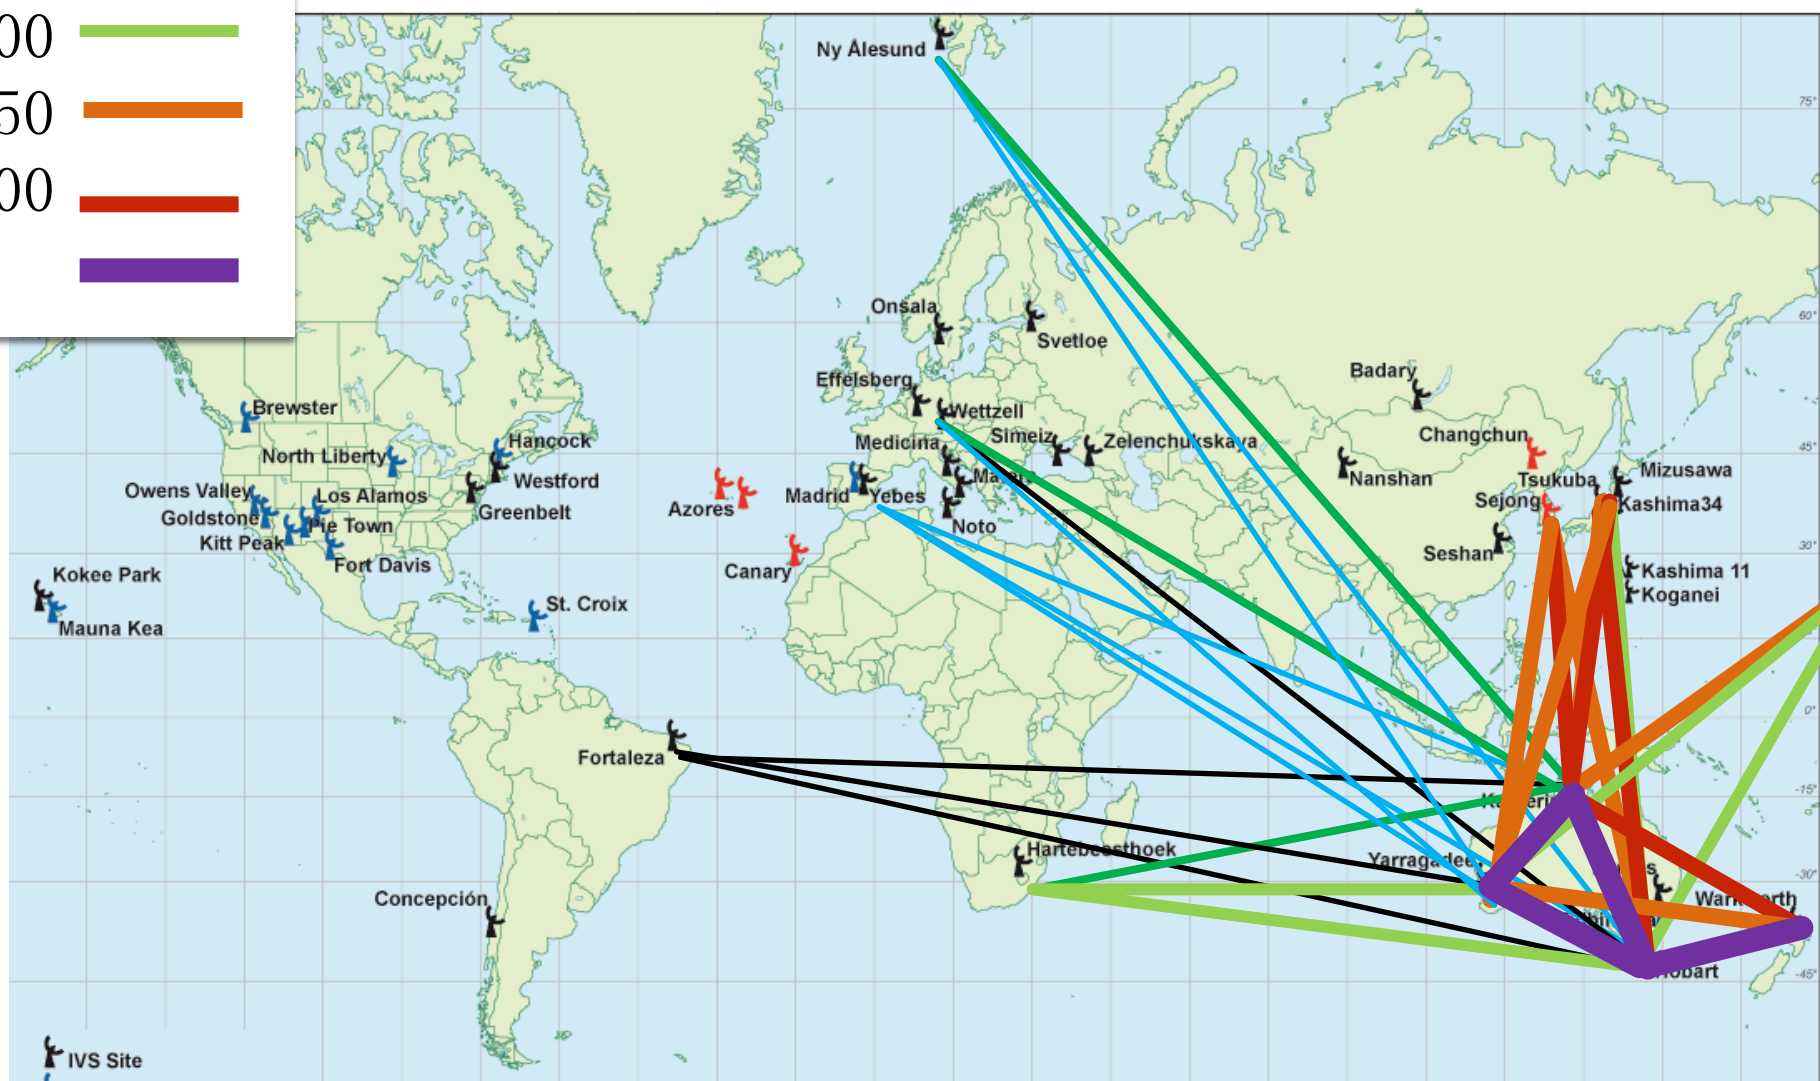 00
50
00
Ny Ålesund
75°
Onsala
60°
Svetloe
Effelsberg
Badary
Brewster
Wettzell
Hancock
Medicina
Simeiz
Zelenchukskaya
Changchun
45°
North Liberty
Westford
Nanshan
Tsukuba
Mizusawa
Owens Valley
Los Alamos
Madrid
Yebes
Azores
Sejong
Kashima34
Goldstone
Pie Town
Greenbelt
Noto
Kitt Peak
Seshan
30°
Fort Davis
Canary
Kashima 11
Kokee Park
Koganei
St. Croix
Mauna Kea
0°
Fortaleza
-15°
Hartebeesthoek
Yarragadee
-30°
Concepción
Warkworth
Hobart
-45°
IVS Site